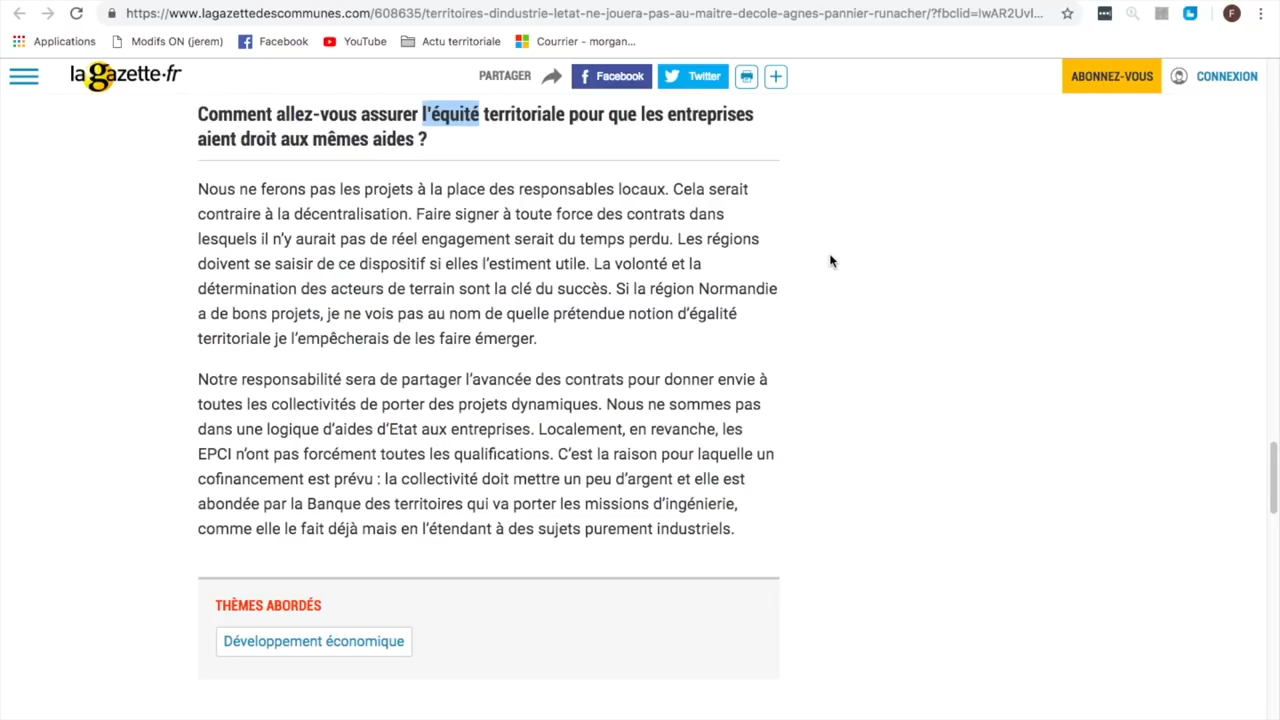 https://www.lagazettedescommunes.com/608635/territoires-dindustrie-letat-ne-jouera-pas-au-maitre-decole-agnes-pannier-runacher/?fbclid=IwAR2UvI...
F
Applications
Modifs ON (jerem)
Facebook
YouTube
Actu territoriale
Courrier - morgan...
la gazette.fr
PARTAGER
Facebook
Twitter
ABONNEZ-VOUS
CONNEXION
Comment allez-vous assurer l’équité territoriale pour que les entreprises
aient droit aux mêmes aides ?
Nous ne ferons pas les projets à la place des responsables locaux. Cela serait
contraire à la décentralisation. Faire signer à toute force des contrats dans
lesquels il n’y aurait pas de réel engagement serait du temps perdu. Les régions
doivent se saisir de ce dispositif si elles l’estiment utile. La volonté et la
détermination des acteurs de terrain sont la clé du succès. Si la région Normandie
a de bons projets, je ne vois pas au nom de quelle prétendue notion d’égalité
territoriale je l’empêcherais de les faire émerger.
Notre responsabilité sera de partager l’avancée des contrats pour donner envie à
toutes les collectivités de porter des projets dynamiques. Nous ne sommes pas
dans une logique d’aides d’Etat aux entreprises. Localement, en revanche, les
EPCI n’ont pas forcément toutes les qualifications. C’est la raison pour laquelle un
cofinancement est prévu : la collectivité doit mettre un peu d’argent et elle est
abondée par la Banque des territoires qui va porter les missions d’ingénierie,
comme elle le fait déjà mais en l’étendant à des sujets purement industriels.
THÈMES ABORDÉS
Développement économique